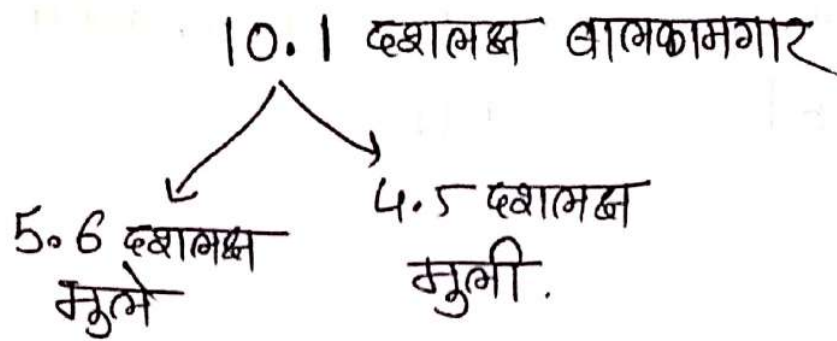 10.1 दशलक्ष बालकामगार
5.6 दशलक्ष
मुले
4.5 दशलक्ष
मुली.